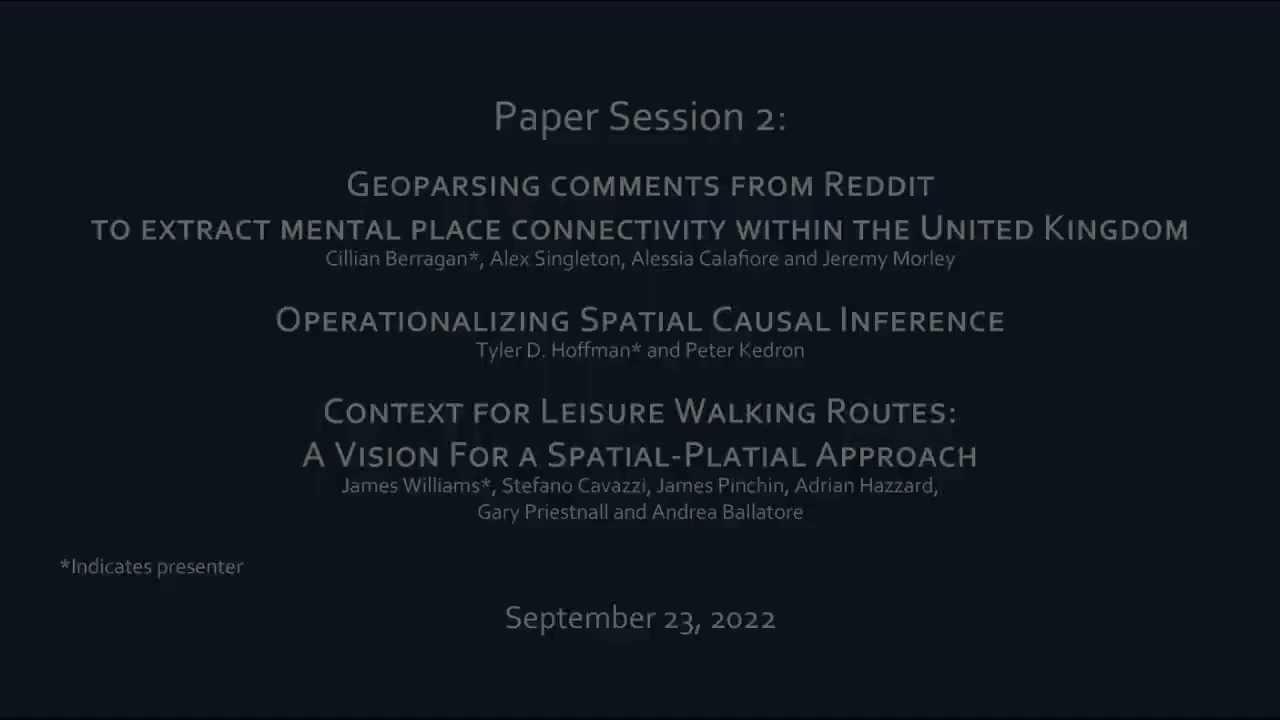 Paper Session 2:
Geoparsing comments from Reddit
to extract mental place connectivity within the United Kingdom
Cillian Berragan*, Alex Singleton, Alessia Calafiore and Jeremy Morley
Operationalizing Spatial Causal Inference
Tyler D. Hoffman* and Peter Kedron
Context for Leisure Walking Routes:
A Vision For a Spatial-Platial Approach
James Williams*, Stefano Cavazzi, James Pinchin, Adrian Hazzard,
Gary Priestnall and Andrea Ballatore
*Indicates presenter
September 23, 2022